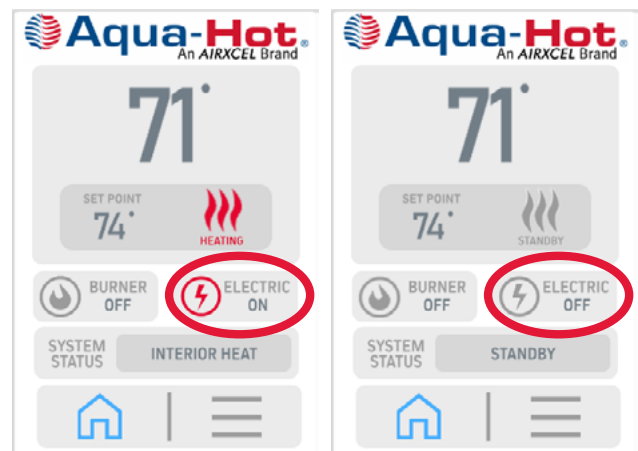 Aqua-Hot®
An AIRXCEL Brand
71°
SET POINT
74°
HEATING
BURNER
OFF
ELECTRIC
ON
SYSTEM
STATUS
INTERIOR HEAT
Aqua-Hot®
An AIRXCEL Brand
71°
SET POINT
74°
STANDBY
BURNER
OFF
ELECTRIC
OFF
SYSTEM
STATUS
STANDBY